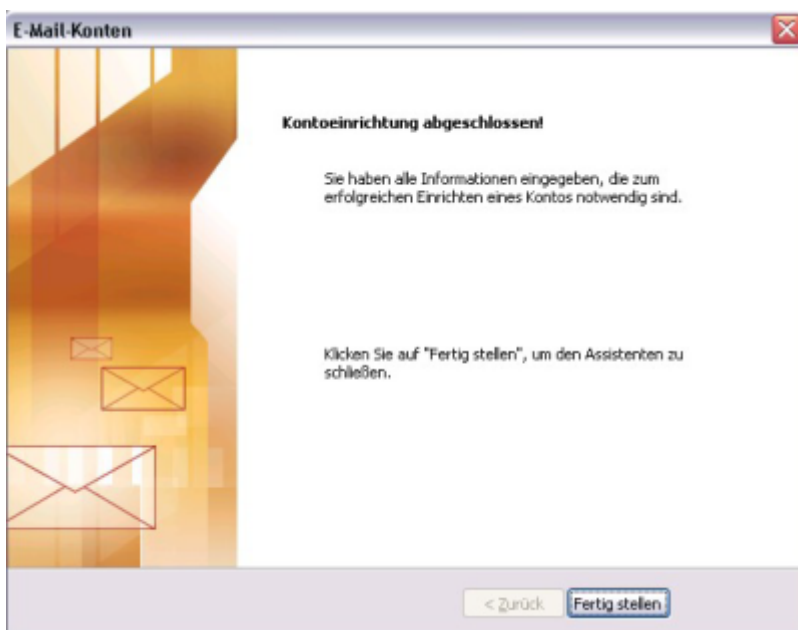 E-Mail-Konten
Kontoeinrichtung abgeschlossen!
Sie haben alle Informationen eingegeben, die zum
erfolgreichen Einrichten eines Kontos notwendig sind.
Klicken Sie auf "Fertig stellen", um den Assistenten zu
schließen.
< Zurück
Fertig stellen